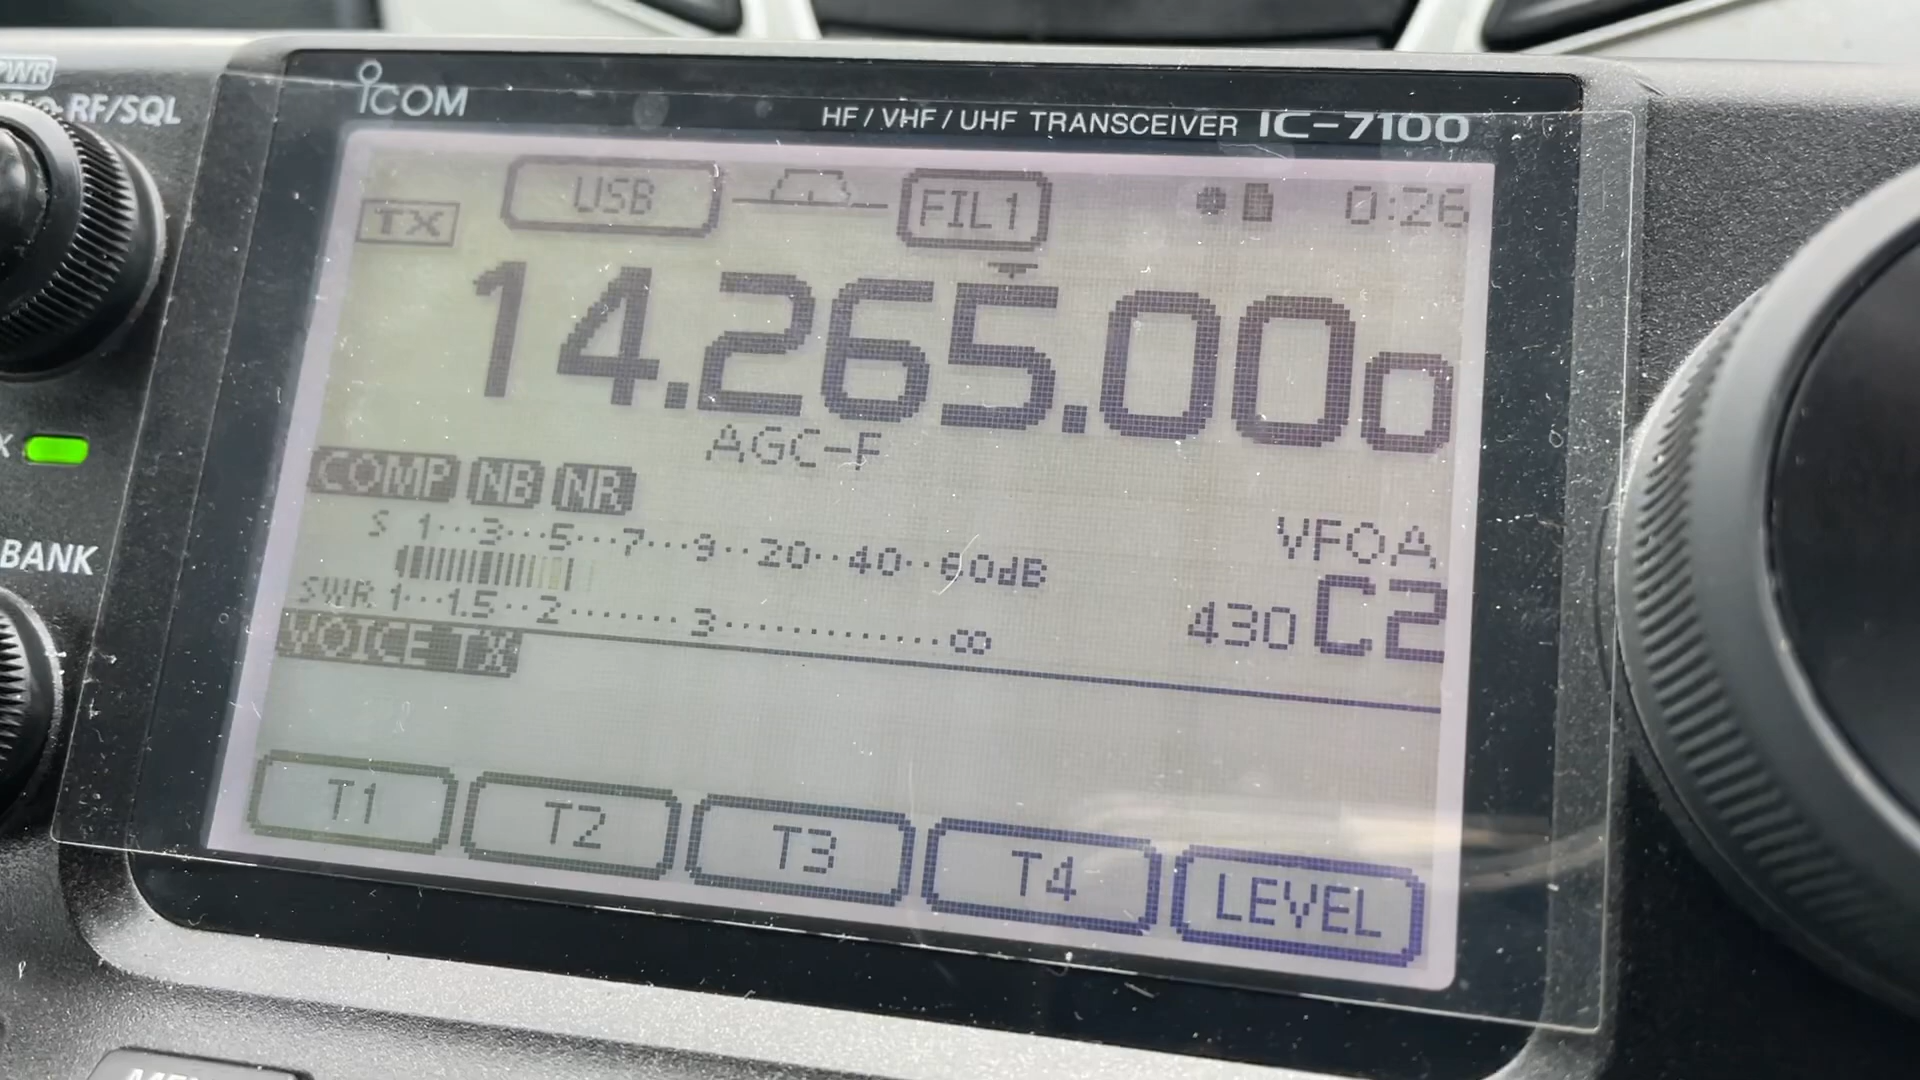 PWR
RF/SQL
ICOM
HF/VHF/UHF TRANSCEIVER IC-7100
USB
FIL1
0:26
TX
14.265.000
AGC-F
COMP NB NR
S 1···3···5···7···9··20··40··60dB
VFOA
SWR 1···1.5··2·······3·············∞
430 C2
VOICE TX
BANK
T1 T2 T3 T4 LEVEL